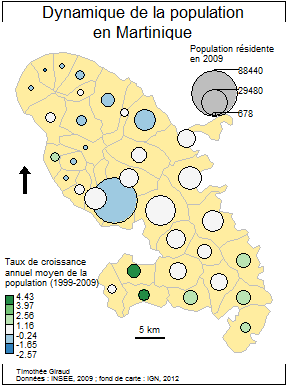 Dynamique de la population
en Martinique
Population résidente
en 2009
88440
29480
678
Taux de croissance
annuel moyen de la
population (1999-2009)
4.43
3.97
2.56
1.16
-0.24
-1.65
-2.57
5 km
Timothée Giraud
Données : INSEE, 2009 ; fond de carte : IGN, 2012